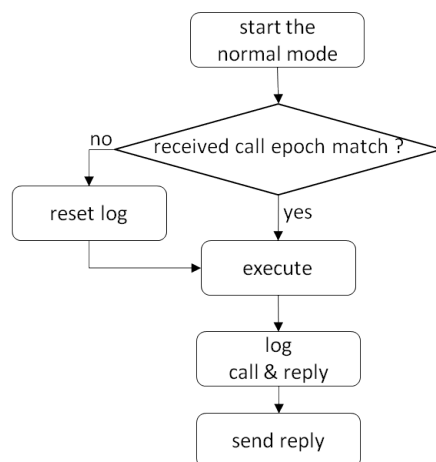 start the
normal mode
received call epoch match ?
no
yes
reset log
execute
log
call & reply
send reply